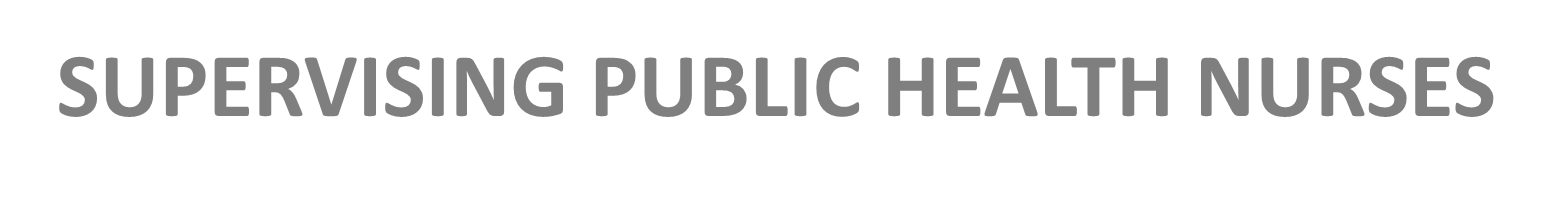 SUPERVISING PUBLIC HEALTH NURSES